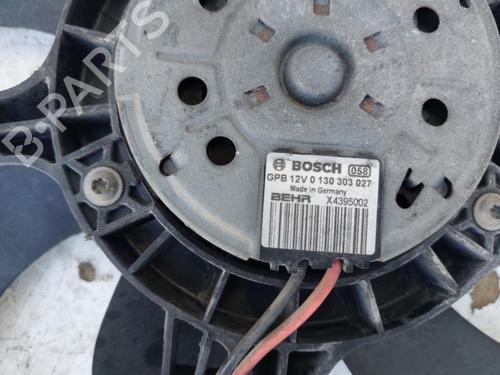 B-PARTS
BOSCH 058
GPB 12V 0 130 303 027
Made in Germany
BEHR X4395002